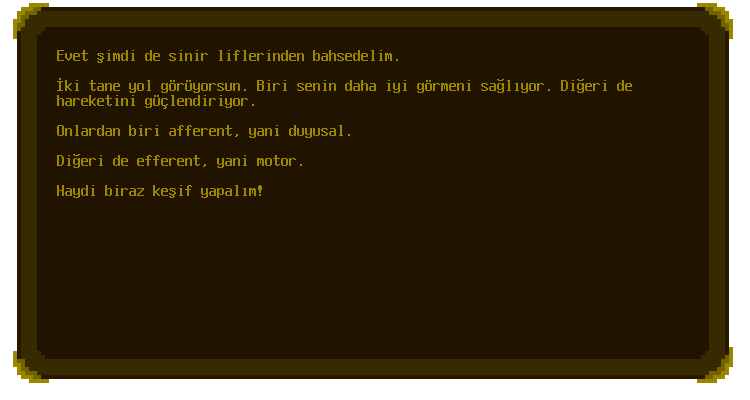 Evet şimdi de sinir liflerinden bahsedelim.
İki tane yol görüyorsun. Biri senin daha iyi görmeni sağlıyor. Diğeri de
hareketini güçlendiriyor.
Onlardan biri afferent, yani duyusal.
Diğeri de efferent, yani motor.
Haydi biraz keşif yapalım!